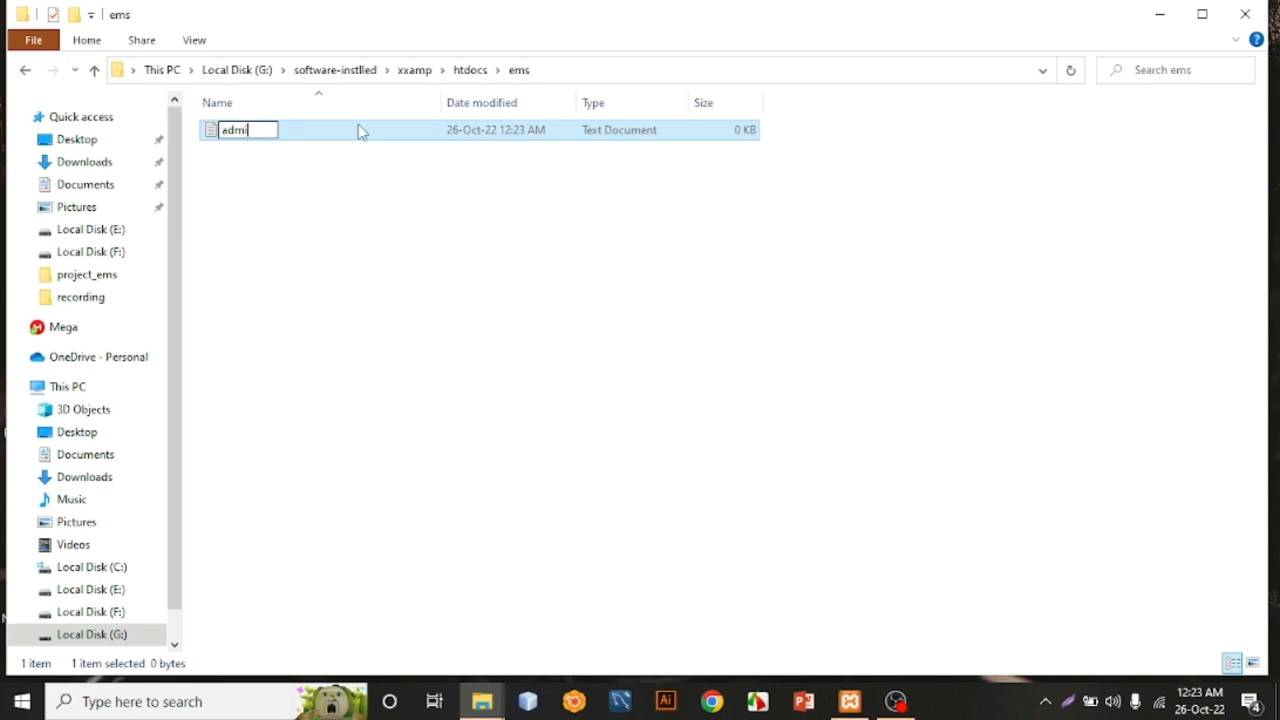 ems
File Home Share View
This PC Local Disk (G:) software-instlled xxamp htdocs ems Search ems
Name Date modified Type Size
admi 26-Oct-22 12:23 AM Text Document 0 KB
Quick access
Desktop
Downloads
Documents
Pictures
Local Disk (E:)
Local Disk (F:)
project_ems
recording
Mega
OneDrive - Personal
This PC
3D Objects
Desktop
Documents
Downloads
Music
Pictures
Videos
Local Disk (C:)
Local Disk (E:)
Local Disk (F:)
Local Disk (G:)
1 item 1 item selected 0 bytes
Type here to search
Ai
12:23 AM
26-Oct-22
4